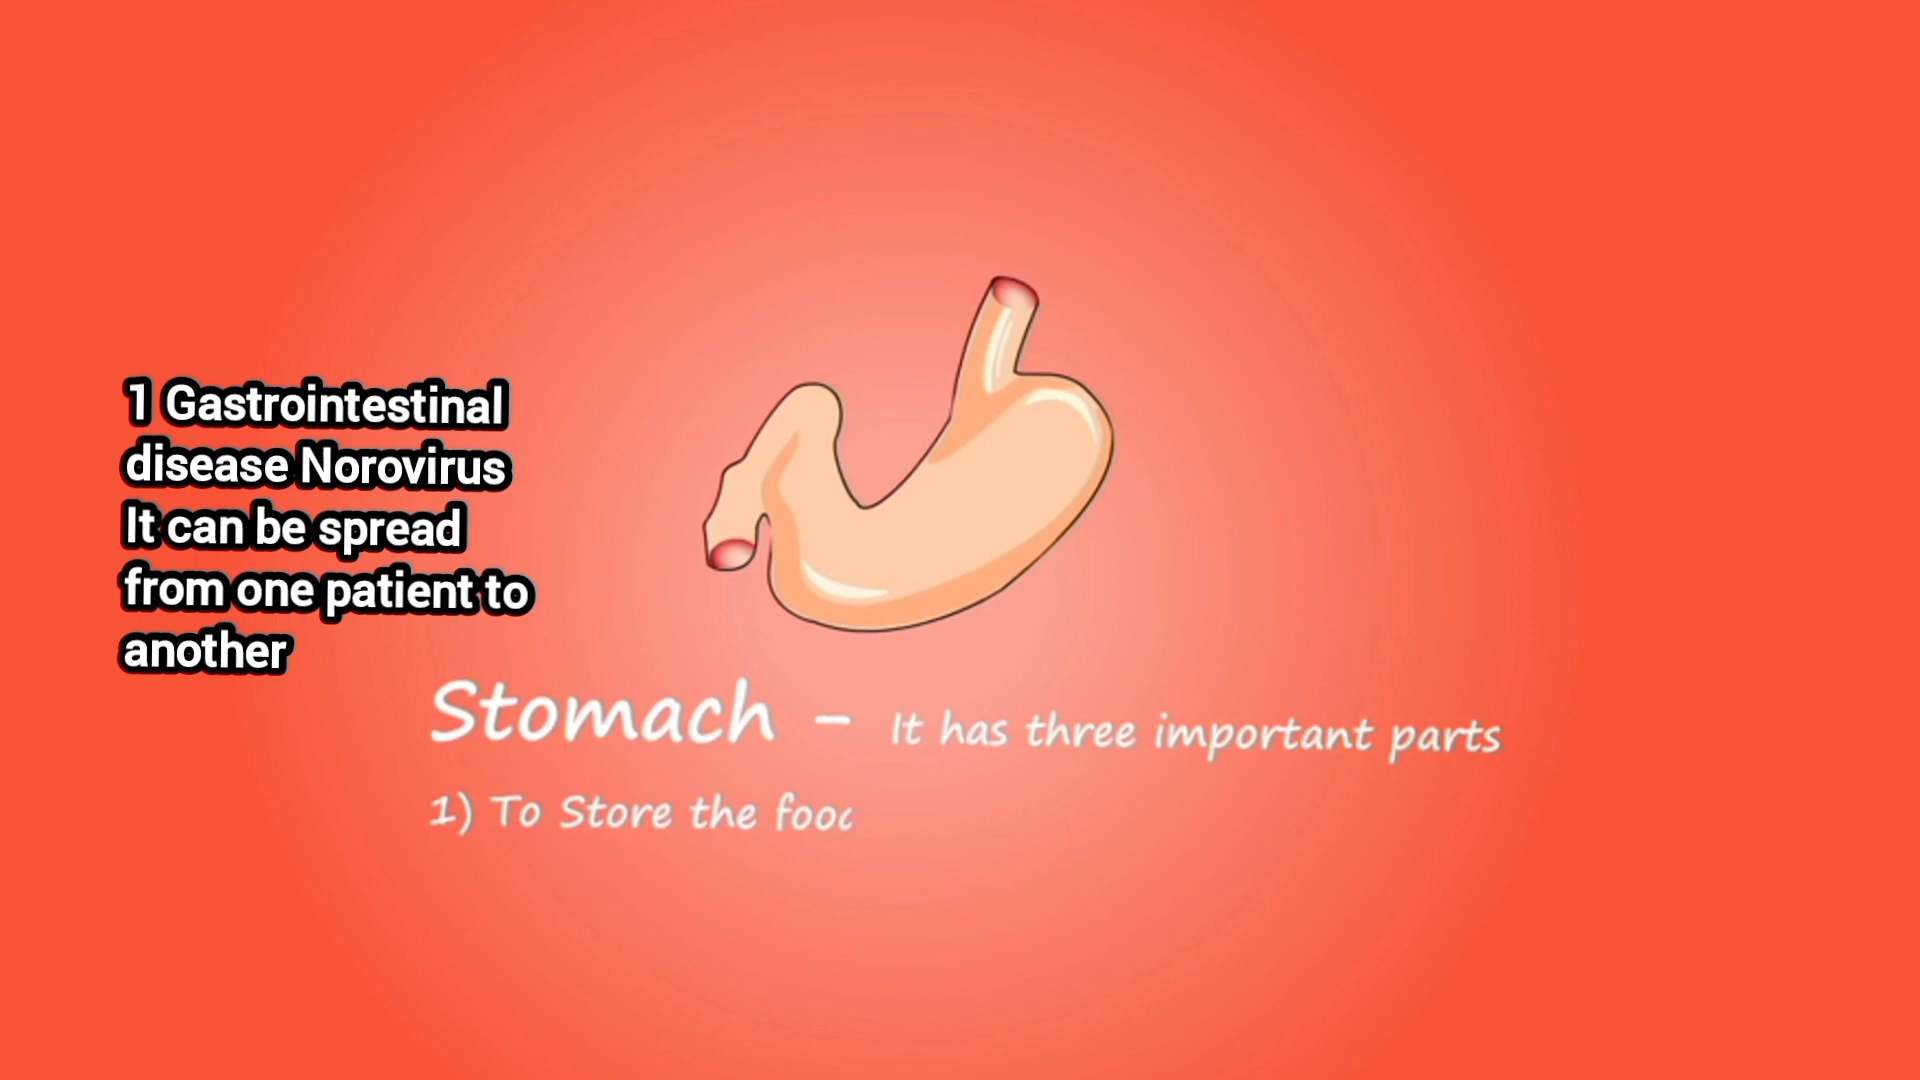 1 Gastrointestinal
disease Norovirus
It can be spread
from one patient to
another
Stomach - It has three important parts
1) To Store the